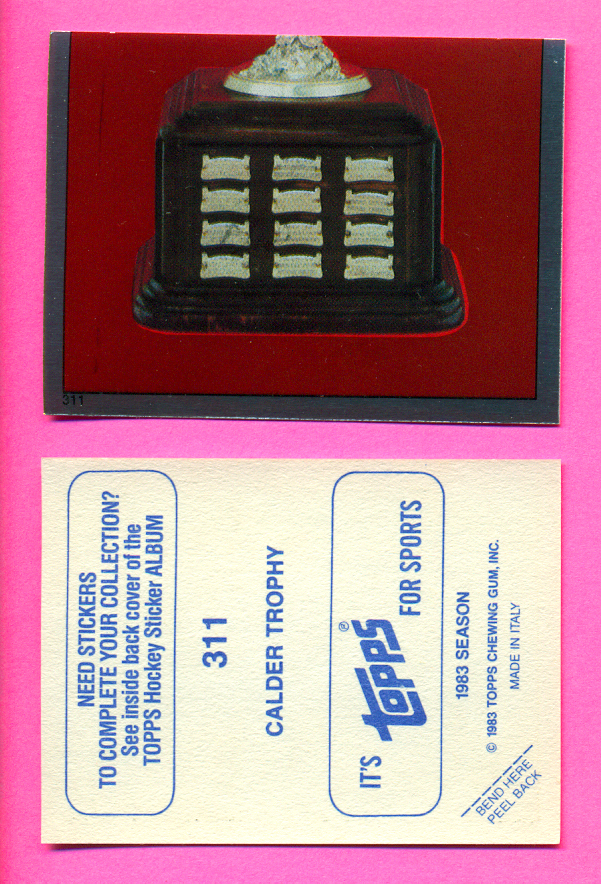 311
NEED STICKERS
TO COMPLETE YOUR COLLECTION?
See inside back cover of the
TOPPS Hockey Sticker ALBUM
311
CALDER TROPHY
IT'S topps® FOR SPORTS
1983 SEASON
© 1983 TOPPS CHEWING GUM, INC.
MADE IN ITALY
BEND HERE
PEEL BACK